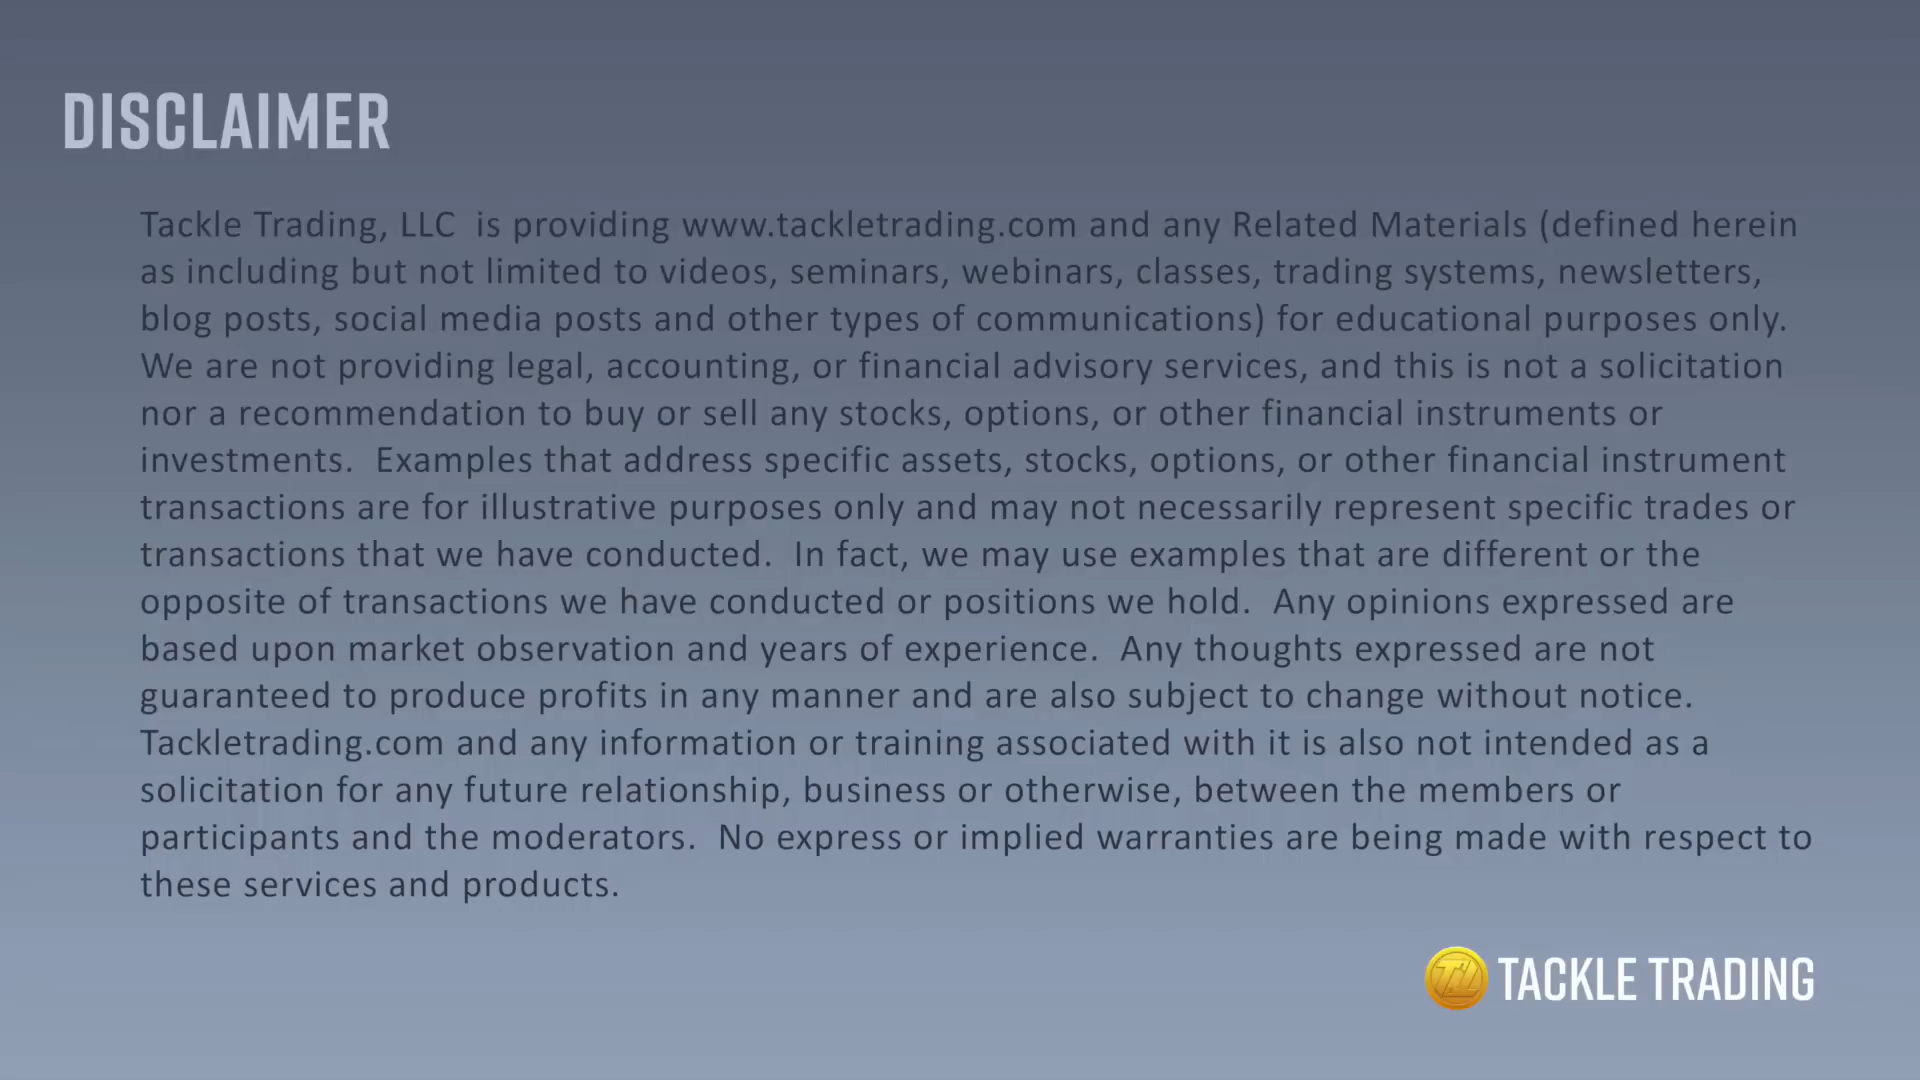 DISCLAIMER
Tackle Trading, LLC  is providing www.tackletrading.com and any Related Materials (defined herein
as including but not limited to videos, seminars, webinars, classes, trading systems, newsletters,
blog posts, social media posts and other types of communications) for educational purposes only.
We are not providing legal, accounting, or financial advisory services, and this is not a solicitation
nor a recommendation to buy or sell any stocks, options, or other financial instruments or
investments.  Examples that address specific assets, stocks, options, or other financial instrument
transactions are for illustrative purposes only and may not necessarily represent specific trades or
transactions that we have conducted.  In fact, we may use examples that are different or the
opposite of transactions we have conducted or positions we hold.  Any opinions expressed are
based upon market observation and years of experience.  Any thoughts expressed are not
guaranteed to produce profits in any manner and are also subject to change without notice.
Tackletrading.com and any information or training associated with it is also not intended as a
solicitation for any future relationship, business or otherwise, between the members or
participants and the moderators.  No express or implied warranties are being made with respect to
these services and products.
TACKLE TRADING